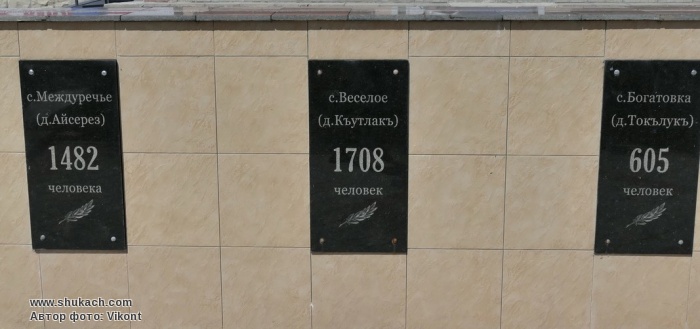 с.Междуречье
(д.Айсерез)
1482
человека
с.Веселое
(д.Къутлакъ)
1708
человек
с.Богатовка
(д.Токълукъ)
605
человек
www.shukach.com
Автор фото: Vikont